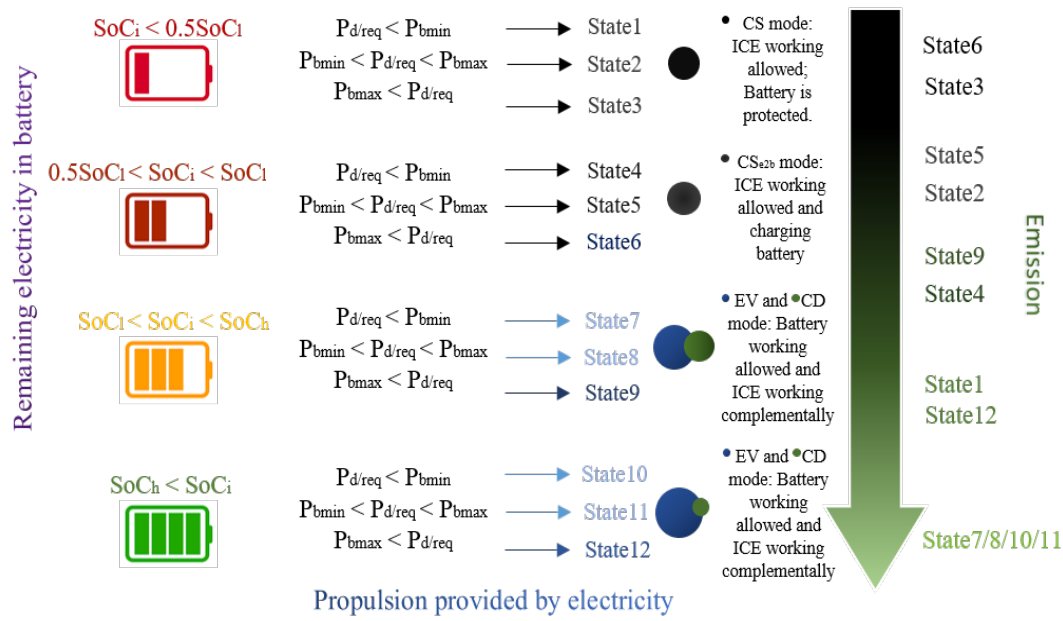 Remaining electricity in battery
SoCi < 0.5SoCl
Pd/req < Pbmin
State1
Pbmin < Pd/req < Pbmax
State2
Pbmax < Pd/req
State3
• CS mode:
ICE working
allowed;
Battery is
protected.
0.5SoCl < SoCi < SoCl
Pd/req < Pbmin
State4
Pbmin < Pd/req < Pbmax
State5
Pbmax < Pd/req
State6
• CSe2b mode:
ICE working
allowed and
charging
battery
SoCl < SoCi < SoCh
Pd/req < Pbmin
State7
Pbmin < Pd/req < Pbmax
State8
Pbmax < Pd/req
State9
• EV and •CD
mode: Battery
working
allowed and
ICE working
complementally
SoCh < SoCi
Pd/req < Pbmin
State10
Pbmin < Pd/req < Pbmax
State11
Pbmax < Pd/req
State12
• EV and •CD
mode: Battery
working
allowed and
ICE working
complementally
Propulsion provided by electricity
State6
State3
State5
State2
State9
State4
State1
State12
State7/8/10/11
Emission